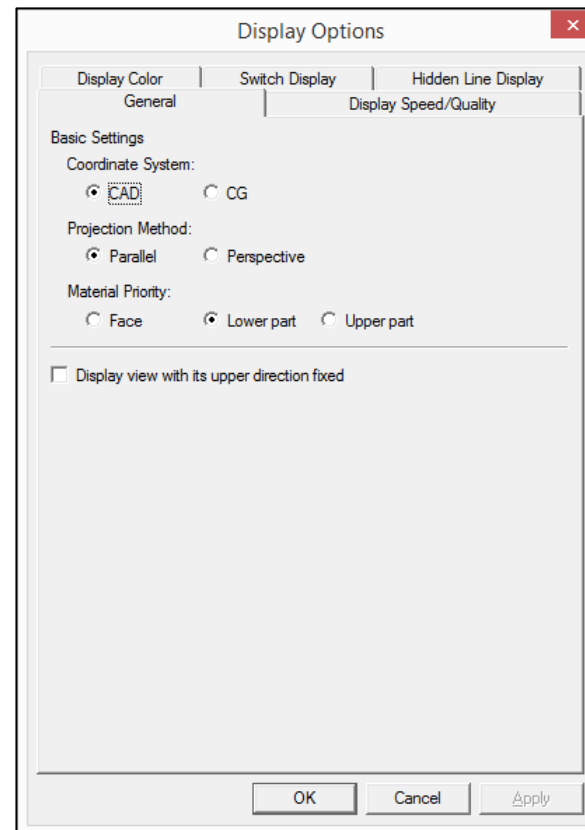 Display Options
Display Color Switch Display Hidden Line Display
General Display Speed/Quality
Basic Settings
Coordinate System:
CAD CG
Projection Method:
Parallel Perspective
Material Priority:
Face Lower part Upper part
Display view with its upper direction fixed
OK Cancel Apply